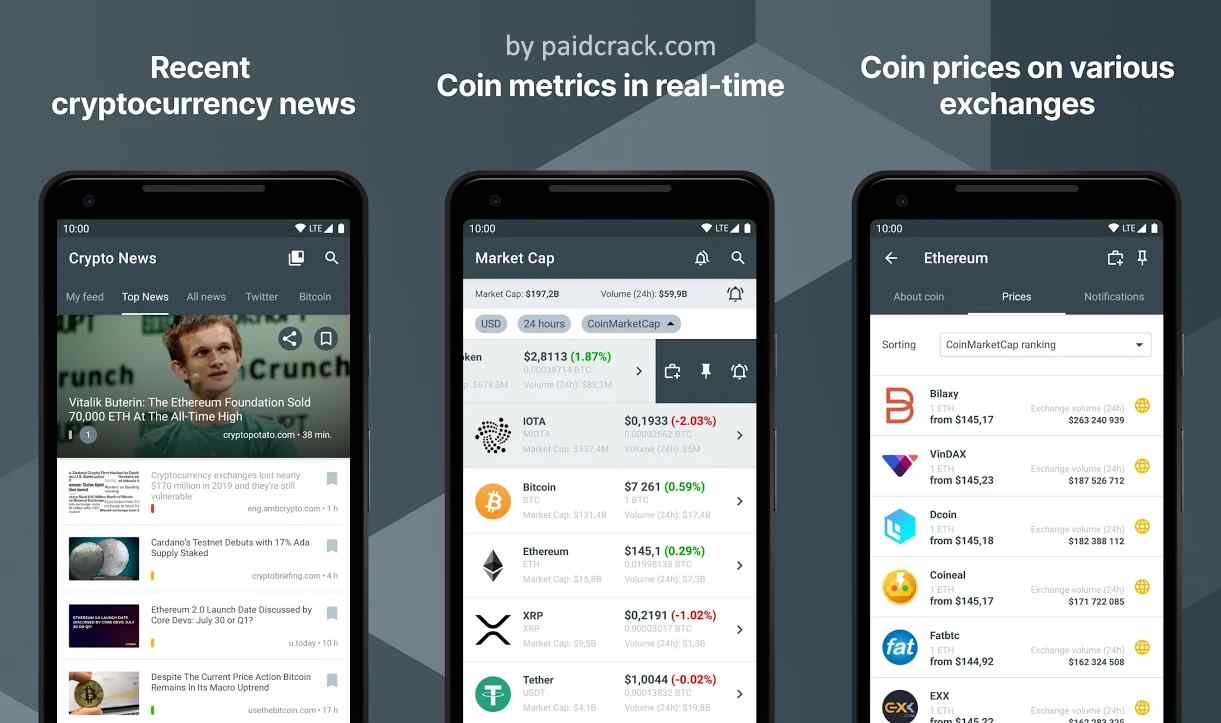 by paidcrack.com
Recent
cryptocurrency news
Coin metrics in real-time
Coin prices on various
exchanges
10:00
LTE
Crypto News
My feed
Top News
All news
Twitter
Bitcoin
Vitalik Buterin: The Ethereum Foundation Sold
70,000 ETH At The All-Time High
1
cryptopotato.com • 38 min.
Cryptocurrency exchanges lost nearly
$170 million in 2019 and they're still
vulnerable
eng.ambcrypto.com • 1 h
Cardano's Testnet Debuts with 17% Ada
Supply Staked
cryptobriefing.com • 4 h
Ethereum 2.0 Launch Date Discussed by
Core Devs: July 30 or Q1?
u.today • 10 h
Despite The Current Price Action Bitcoin
Remains In Its Macro Uptrend
usethebitcoin.com • 17 h
10:00
LTE
Market Cap
Market Cap: $197,2B
Volume (24h): $59,9B
USD
24 hours
CoinMarketCap
ken
$2,8113 (1.87%)
0,00038714 BTC
Volume (24h): $88,3M
IOTA
$0,1933 (-2.03%)
MIOTA
0,00002662 BTC
Market Cap: $537,4M
Volume (24h): $5M
Bitcoin
$7 261 (0.59%)
BTC
1 BTC
Market Cap: $131,4B
Volume (24h): $17,4B
Ethereum
$145,1 (0.29%)
ETH
0,01998138 BTC
Market Cap: $15,8B
Volume (24h): $7,3B
XRP
$0,2191 (-1.02%)
XRP
0,00003017 BTC
Market Cap: $9,5B
Volume (24h): $1,3B
Tether
$1,0044 (-0.02%)
USDT
0,00013832 BTC
Market Cap: $4,1B
Volume (24h): $19,8B
10:00
LTE
Ethereum
About coin
Prices
Notifications
Sorting
CoinMarketCap ranking
Bilaxy
1 ETH
Exchange volume (24h)
from $145,17
$263 240 939
VinDAX
1 ETH
Exchange volume (24h)
from $145,23
$187 526 712
Dcoin
1 ETH
Exchange volume (24h)
from $145,18
$182 388 112
Coineal
1 ETH
Exchange volume (24h)
from $145,17
$171 722 085
fat
Fatbtc
1 ETH
Exchange volume (24h)
from $144,92
$162 324 508
EXX
EXX
1 ETH
Exchange volume (24h)
from $145,22